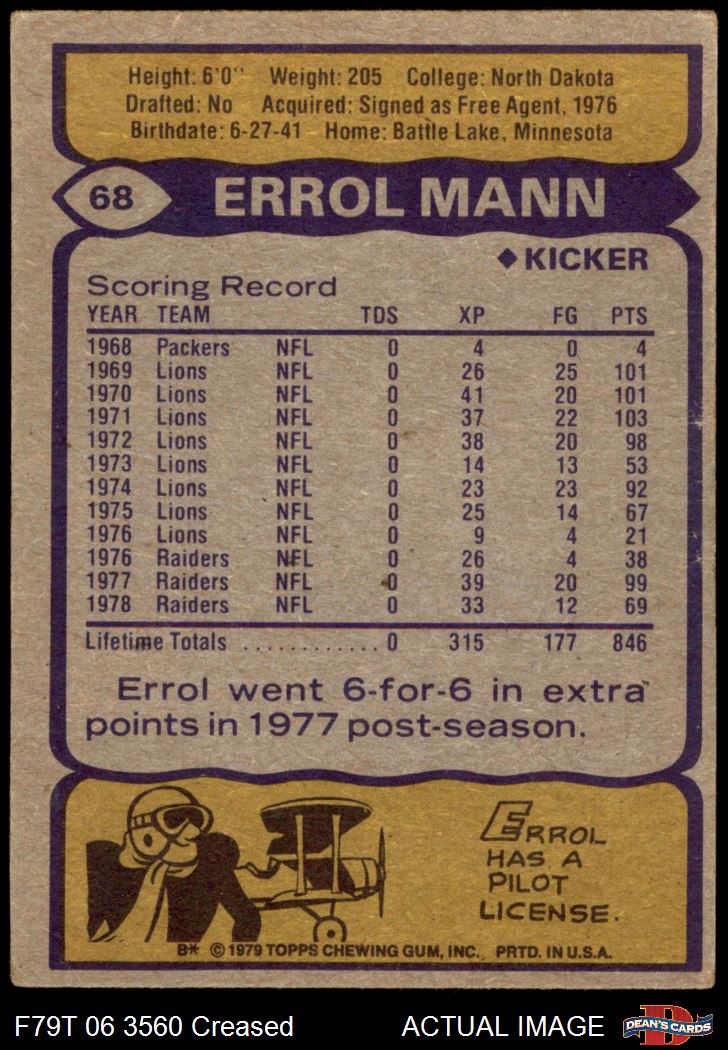 Height: 6'0" Weight: 205 College: North Dakota
Drafted: No Acquired: Signed as Free Agent, 1976
Birthdate: 6-27-41 Home: Battle Lake, Minnesota
68 ERROL MANN
◆ KICKER
Scoring Record
YEAR TEAM TDS XP FG PTS
1968 Packers NFL 0 4 0 4
1969 Lions NFL 0 26 25 101
1970 Lions NFL 0 41 20 101
1971 Lions NFL 0 37 22 103
1972 Lions NFL 0 38 20 98
1973 Lions NFL 0 14 13 53
1974 Lions NFL 0 23 23 92
1975 Lions NFL 0 25 14 67
1976 Lions NFL 0 9 4 21
1976 Raiders NFL 0 26 4 38
1977 Raiders NFL 0 39 20 99
1978 Raiders NFL 0 33 12 69
Lifetime Totals ............ 0 315 177 846
Errol went 6-for-6 in extra
points in 1977 post-season.
ERROL
HAS A
PILOT
LICENSE.
B* © 1979 TOPPS CHEWING GUM, INC. PRTD. IN U.S.A.
F79T 06 3560 Creased ACTUAL IMAGE D DEAN'S CARDS